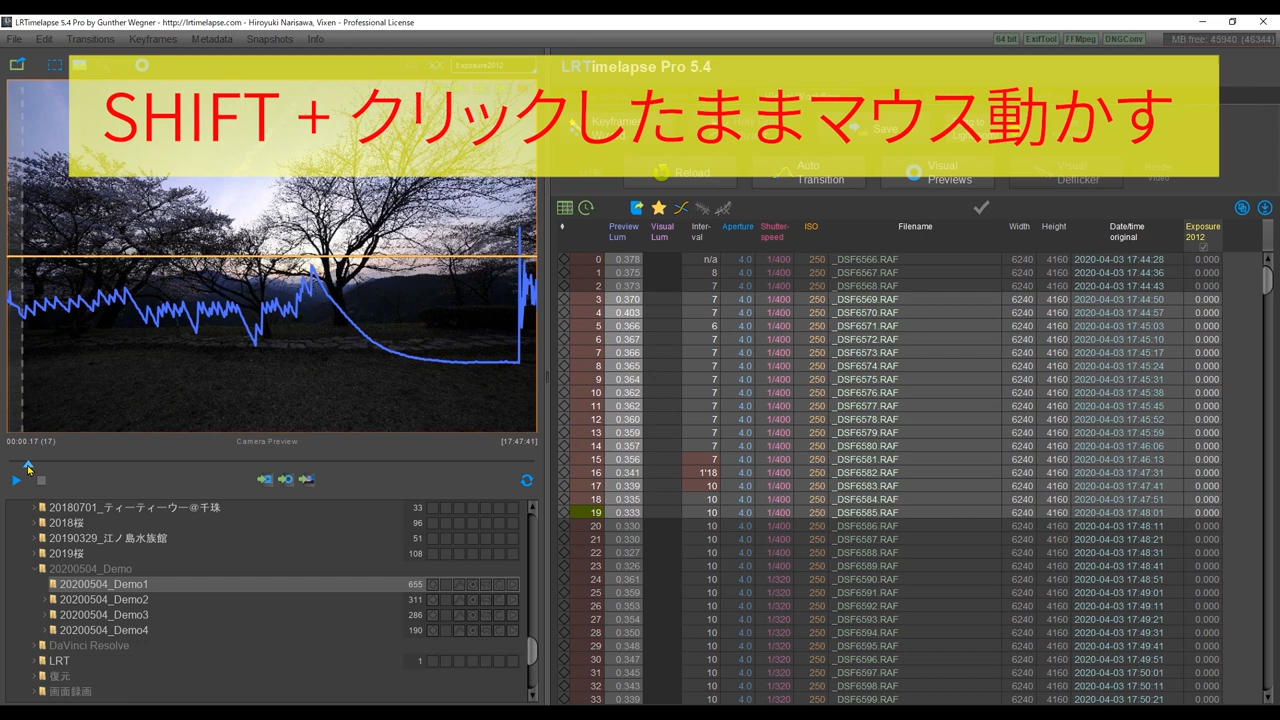 LRTimelapse 5.4 Pro by Gunther Wegner - http://lrtimelapse.com - Hiroyuki Narisawa, Vixen - Professional License
File Edit Transitions Keyframes Metadata Snapshots Info
64 bit ExifTool FFMpeg DNGConv MB free: 45940 (46344)
Exposure2012
LRTimelapse Pro 5.4
SHIFT + クリックしたままマウス動かす
Keyframes Save
Reload Auto Transition Visual Previews Visual Deflicker
Preview Lum Visual Lum Inter-val Aperture Shutter-speed ISO Filename Width Height Date/time original Exposure 2012
0 0.378 n/a 4.0 1/400 250 _DSF6566.RAF 6240 4160 2020-04-03 17:44:28 0.000
1 0.375 8 4.0 1/400 250 _DSF6567.RAF 6240 4160 2020-04-03 17:44:36 0.000
2 0.373 7 4.0 1/400 250 _DSF6568.RAF 6240 4160 2020-04-03 17:44:43 0.000
3 0.370 7 4.0 1/400 250 _DSF6569.RAF 6240 4160 2020-04-03 17:44:50 0.000
4 0.403 7 4.0 1/400 250 _DSF6570.RAF 6240 4160 2020-04-03 17:44:57 0.000
5 0.366 6 4.0 1/400 250 _DSF6571.RAF 6240 4160 2020-04-03 17:45:03 0.000
6 0.367 7 4.0 1/400 250 _DSF6572.RAF 6240 4160 2020-04-03 17:45:10 0.000
7 0.366 7 4.0 1/400 250 _DSF6573.RAF 6240 4160 2020-04-03 17:45:17 0.000
8 0.365 7 4.0 1/400 250 _DSF6574.RAF 6240 4160 2020-04-03 17:45:24 0.000
9 0.364 7 4.0 1/400 250 _DSF6575.RAF 6240 4160 2020-04-03 17:45:31 0.000
10 0.362 7 4.0 1/400 250 _DSF6576.RAF 6240 4160 2020-04-03 17:45:38 0.000
11 0.362 7 4.0 1/400 250 _DSF6577.RAF 6240 4160 2020-04-03 17:45:45 0.000
12 0.360 7 4.0 1/400 250 _DSF6578.RAF 6240 4160 2020-04-03 17:45:52 0.000
13 0.359 7 4.0 1/400 250 _DSF6579.RAF 6240 4160 2020-04-03 17:45:59 0.000
14 0.357 7 4.0 1/400 250 _DSF6580.RAF 6240 4160 2020-04-03 17:46:06 0.000
15 0.356 7 4.0 1/400 250 _DSF6581.RAF 6240 4160 2020-04-03 17:46:13 0.000
16 0.341 1'18 4.0 1/400 250 _DSF6582.RAF 6240 4160 2020-04-03 17:47:31 0.000
17 0.339 10 4.0 1/400 250 _DSF6583.RAF 6240 4160 2020-04-03 17:47:41 0.000
18 0.335 10 4.0 1/400 250 _DSF6584.RAF 6240 4160 2020-04-03 17:47:51 0.000
19 0.333 10 4.0 1/400 250 _DSF6585.RAF 6240 4160 2020-04-03 17:48:01 0.000
20 0.330 10 4.0 1/400 250 _DSF6586.RAF 6240 4160 2020-04-03 17:48:11 0.000
21 0.330 10 4.0 1/400 250 _DSF6587.RAF 6240 4160 2020-04-03 17:48:21 0.000
22 0.327 10 4.0 1/400 250 _DSF6588.RAF 6240 4160 2020-04-03 17:48:31 0.000
23 0.326 10 4.0 1/400 250 _DSF6589.RAF 6240 4160 2020-04-03 17:48:41 0.000
24 0.361 10 4.0 1/320 250 _DSF6590.RAF 6240 4160 2020-04-03 17:48:51 0.000
25 0.359 10 4.0 1/320 250 _DSF6591.RAF 6240 4160 2020-04-03 17:49:01 0.000
26 0.353 10 4.0 1/320 250 _DSF6592.RAF 6240 4160 2020-04-03 17:49:11 0.000
27 0.354 10 4.0 1/320 250 _DSF6593.RAF 6240 4160 2020-04-03 17:49:21 0.000
28 0.350 10 4.0 1/320 250 _DSF6594.RAF 6240 4160 2020-04-03 17:49:31 0.000
29 0.348 10 4.0 1/320 250 _DSF6595.RAF 6240 4160 2020-04-03 17:49:41 0.000
30 0.347 10 4.0 1/320 250 _DSF6596.RAF 6240 4160 2020-04-03 17:49:51 0.000
31 0.345 10 4.0 1/320 250 _DSF6597.RAF 6240 4160 2020-04-03 17:50:01 0.000
32 0.343 10 4.0 1/320 250 _DSF6598.RAF 6240 4160 2020-04-03 17:50:11 0.000
33 0.339 10 4.0 1/320 250 _DSF6599.RAF 6240 4160 2020-04-03 17:50:21 0.000
00:00.17 (17) Camera Preview [17:47:41]
20180701_ティーティーウー@千珠 33
2018桜 96
20190329_江ノ島水族館 51
2019桜 108
20200504_Demo
20200504_Demo1 655
20200504_Demo2 311
20200504_Demo3 286
20200504_Demo4 190
DaVinci Resolve
LRT 1
復元
画面録画